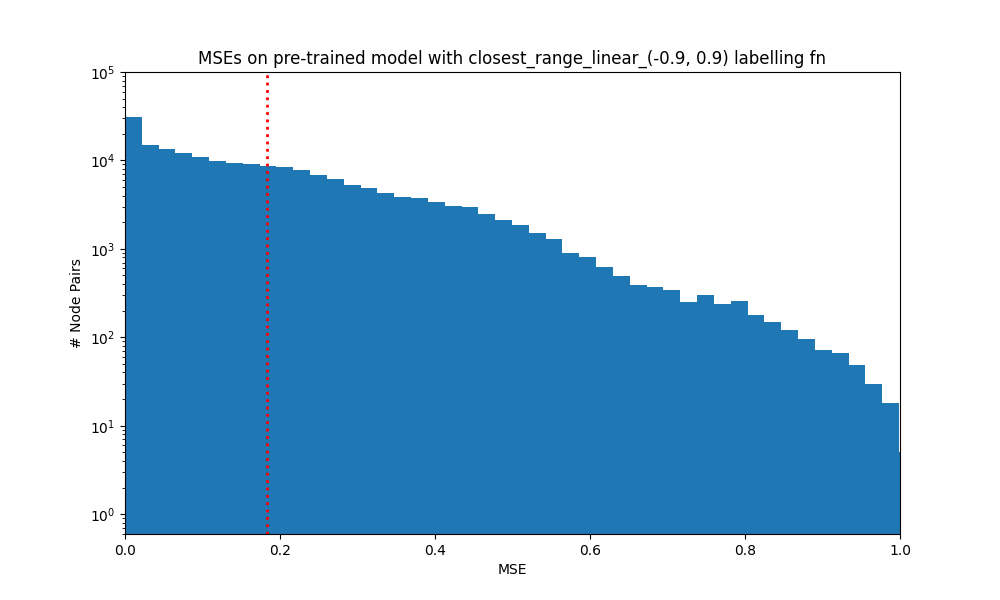 MSEs on pre-trained model with closest_range_linear_(-0.9, 0.9) labelling fn
10⁵
10⁴
10³
10²
10¹
10⁰
# Node Pairs
0.0 0.2 0.4 0.6 0.8 1.0
MSE